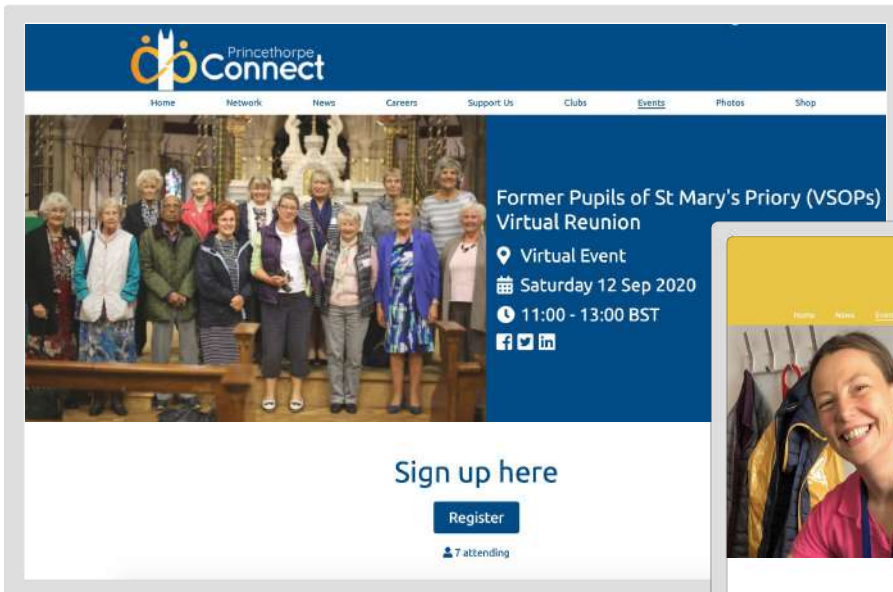 Princethorpe
Connect
Home Network News Careers Support Us Clubs Events Photos Shop
Former Pupils of St Mary's Priory (VSOPs)
Virtual Reunion
Virtual Event
Saturday 12 Sep 2020
11:00 - 13:00 BST
Home News
Sign up here
Register
7 attending